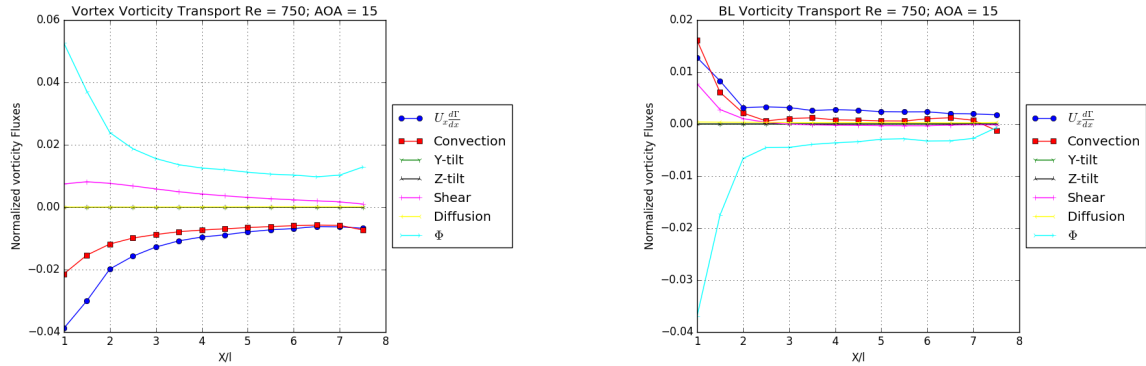 Vortex Vorticity Transport Re = 750; AOA = 15
Normalized vorticity Fluxes
0.06
0.04
0.02
0.00
−0.02
−0.04
1 2 3 4 5 6 7 8
X/l
U_x dΓ/dx
Convection
Y-tilt
Z-tilt
Shear
Diffusion
Φ
BL Vorticity Transport Re = 750; AOA = 15
Normalized vorticity Fluxes
0.02
0.01
0.00
−0.01
−0.02
−0.03
−0.04
1 2 3 4 5 6 7 8
X/l
U_x dΓ/dx
Convection
Y-tilt
Z-tilt
Shear
Diffusion
Φ